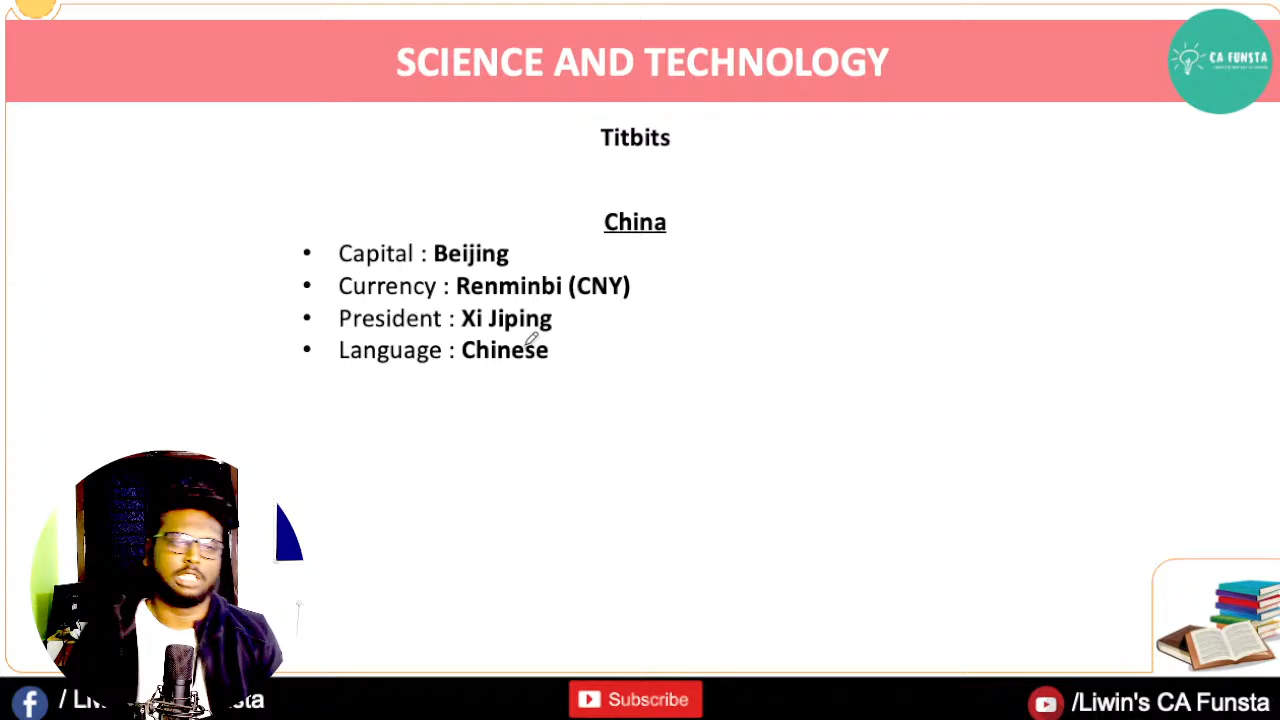 SCIENCE AND TECHNOLOGY
CA FUNSTA
Titbits
China
• Capital : Beijing
• Currency : Renminbi (CNY)
• President : Xi Jiping
• Language : Chinese
Subscribe
/Liwin's CA Funsta